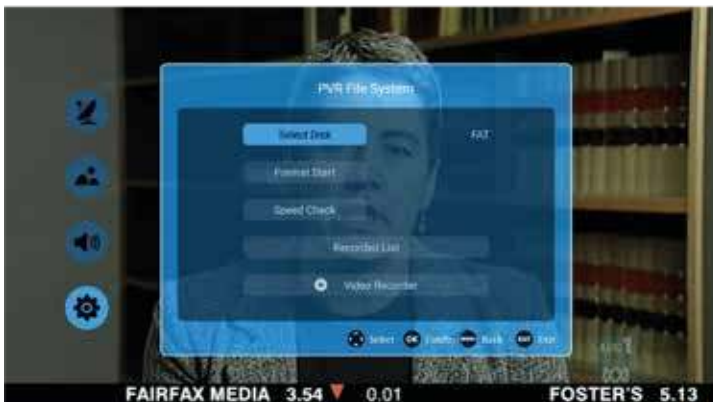 PVR File System
Select Disk FAT
Format Start
Speed Check
Recorded List
Video Recorder
Select OK Back EXIT Exit
FAIRFAX MEDIA 3.54 0.01 FOSTER'S 5.13